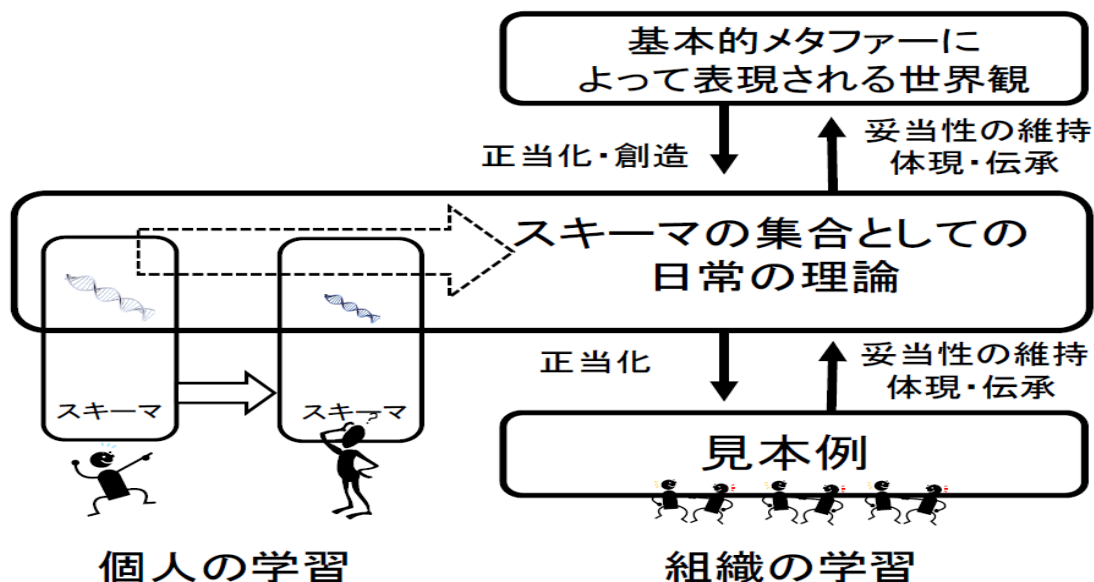 基本的メタファーに
よって表現される世界観
正当化・創造
妥当性の維持
体現・伝承
スキーマの集合としての
日常の理論
正当化
妥当性の維持
体現・伝承
スキーマ
スキーマ
?
見本例
個人の学習
組織の学習